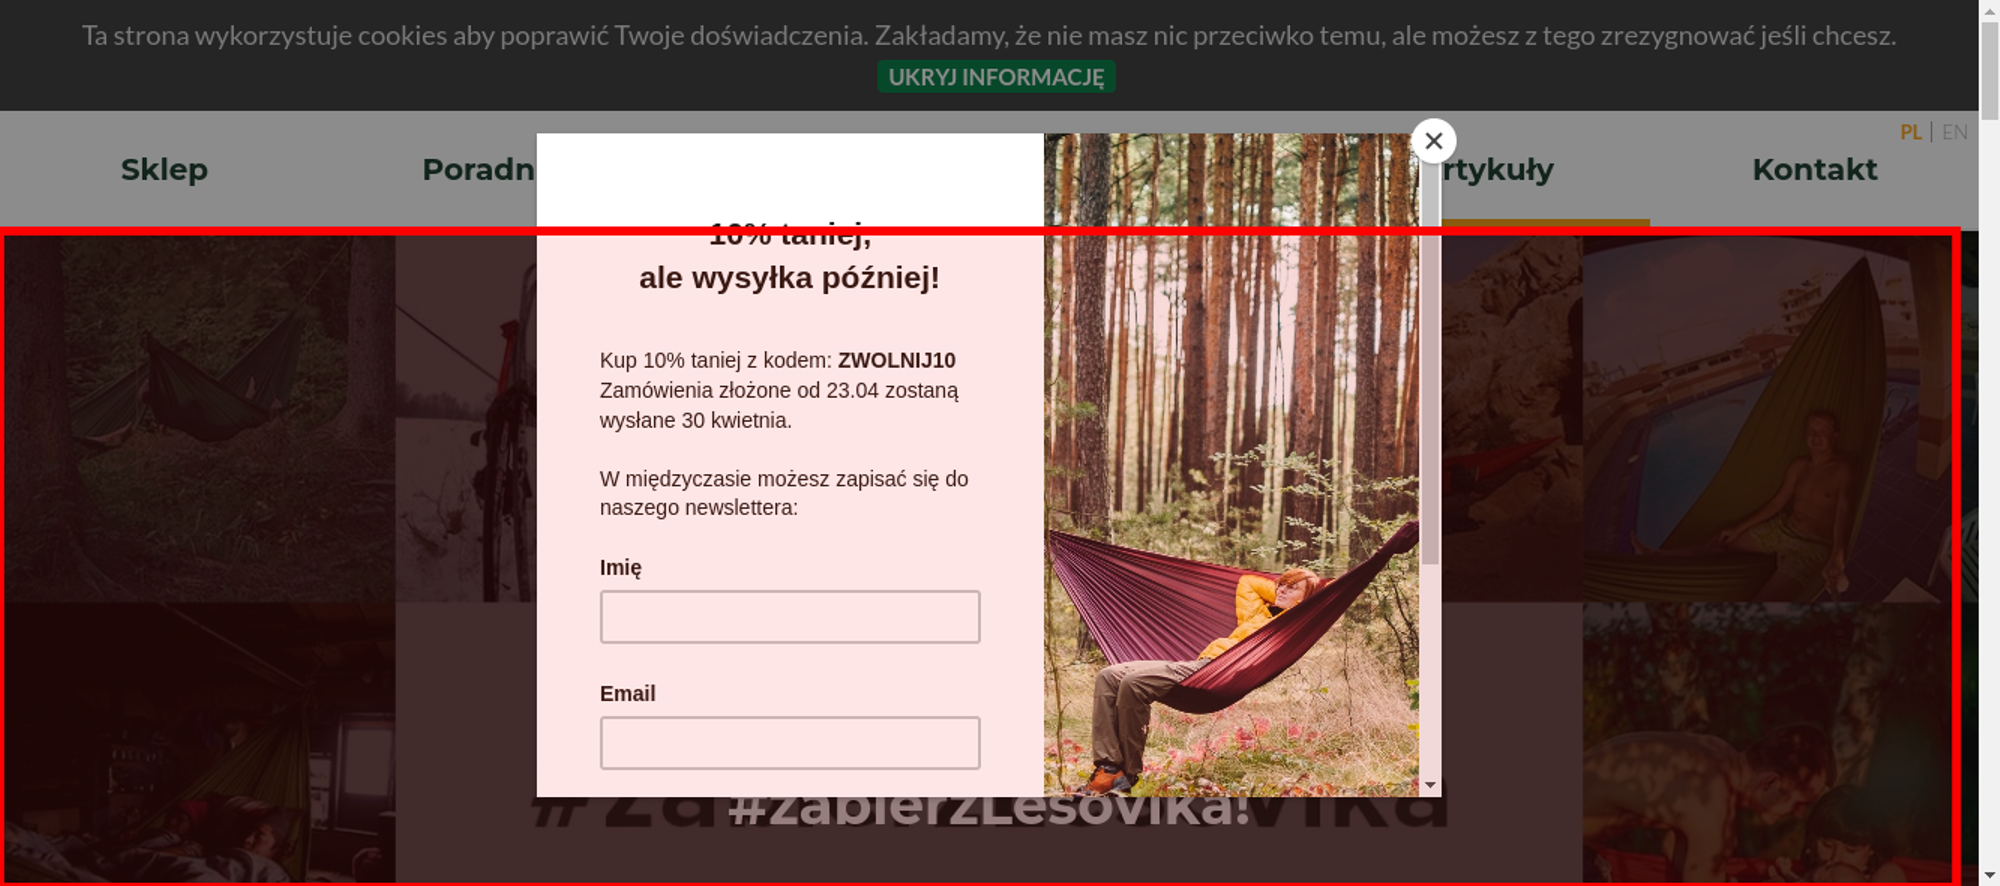 Ta strona wykorzystuje cookies aby poprawić Twoje doświadczenia. Zakładamy, że nie masz nic przeciwko temu, ale możesz z tego zrezygnować jeśli chcesz.
UKRYJ INFORMACJĘ
PL | EN
Sklep
Poradn
rtykuły
Kontakt
10% taniej,
ale wysyłka później!
Kup 10% taniej z kodem: ZWOLNIJ10
Zamówienia złożone od 23.04 zostaną
wysłane 30 kwietnia.
W międzyczasie możesz zapisać się do
naszego newslettera:
Imię
Email
#zabierzLesovika!